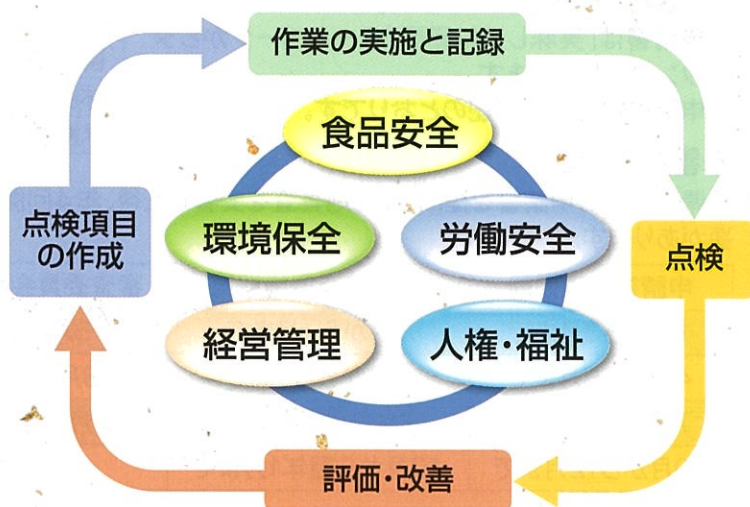 作業の実施と記録
食品安全
点検項目
の作成
環境保全
労働安全
点検
経営管理
人権・福祉
評価・改善